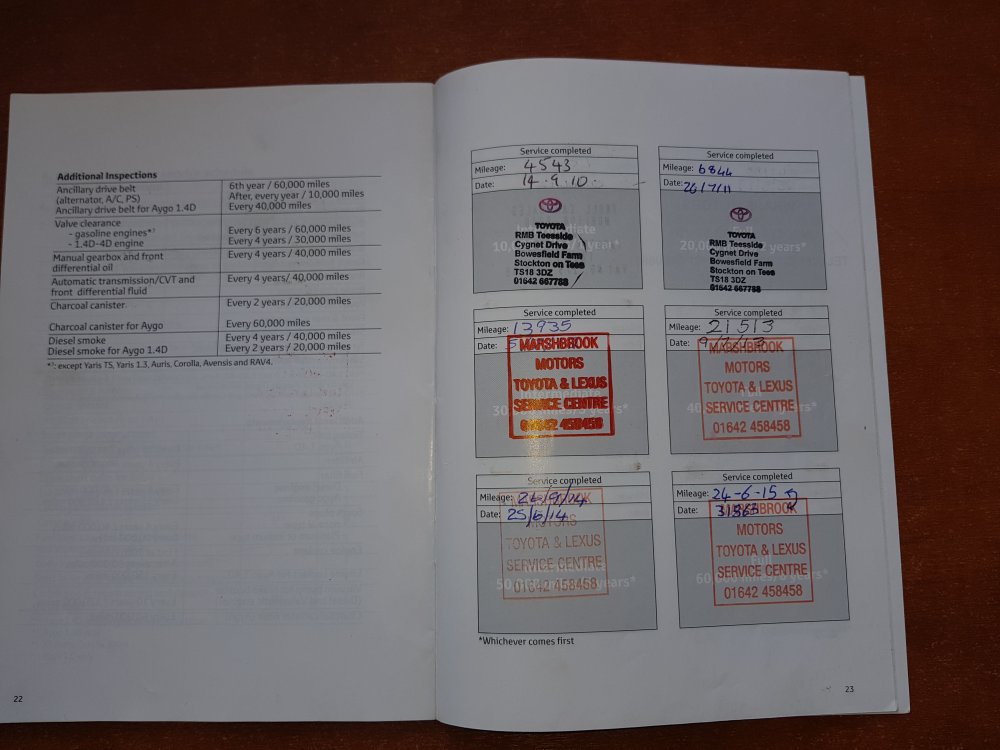 Additional Inspections
Ancillary drive belt 6th year / 60,000 miles
(alternator, A/C, PS) After, every year / 10,000 miles
Ancillary drive belt for Aygo 1.4D Every 40,000 miles
Valve clearance
- gasoline engines*⁷ Every 6 years / 60,000 miles
- 1.4D-4D engine Every 4 years / 30,000 miles
Manual gearbox and front Every 4 years / 40,000 miles
differential oil
Automatic transmission/CVT and Every 4 years/ 40,000 miles
front differential fluid
Charcoal canister Every 2 years / 20,000 miles
Charcoal canister for Aygo Every 60,000 miles
Diesel smoke Every 4 years / 40,000 miles
Diesel smoke for Aygo 1.4D Every 2 years / 20,000 miles
*⁷: except Yaris TS, Yaris 1.3, Auris, Corolla, Avensis and RAV4.
22
Service completed
Mileage: 4543
Date: 14.9.10.
TOYOTA
RMB Teesside
Cygnet Drive
Bowesfield Farm
Stockton on Tees
TS18 3DZ
01642 667788
Service completed
Mileage: 6844
Date: 26/7/11
TOYOTA
RMB Teesside
Cygnet Drive
Bowesfield Farm
Stockton on Tees
TS18 3DZ
01642 667788
Service completed
Mileage: 13935
Date: 5
MARSHBROOK
MOTORS
TOYOTA & LEXUS
SERVICE CENTRE
01642 458458
Service completed
Mileage: 21513
Date:
MARSHBROOK
MOTORS
TOYOTA & LEXUS
SERVICE CENTRE
01642 458458
Service completed
Mileage:
Date: 25/6/14
MOTORS
TOYOTA & LEXUS
SERVICE CENTRE
01642 458458
Service completed
Mileage: 24-6-15
Date:
MARSHBROOK
MOTORS
TOYOTA & LEXUS
SERVICE CENTRE
01642 458458
*Whichever comes first
23